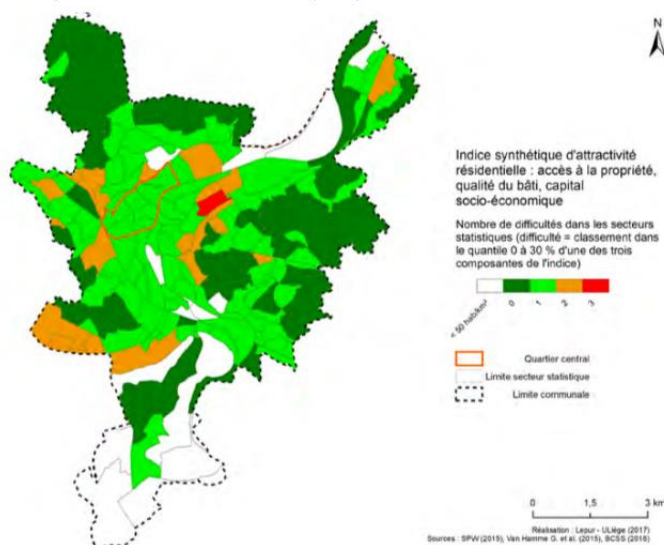 N
Indice synthétique d'attractivité
résidentielle : accès à la propriété,
qualité du bâti, capital
socio-économique
Nombre de difficultés dans les secteurs
statistiques (difficulté = classement dans
le quantile 0 à 30 % d'une des trois
composantes de l'indice)
< 50 hab/km² 0 1 2 3
Quartier central
Limite secteur statistique
Limite communale
0 1,5 3 km
Réalisation : Lepur - ULiège (2017)
Sources : SPW (2015), Van Hamme G. et al. (2015), BCSS (2016)